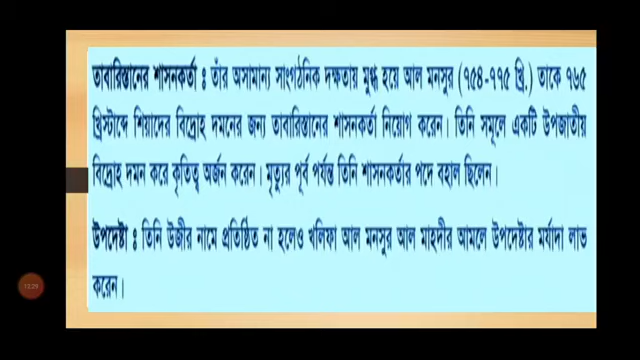 তাবারিস্তানের শাসনকর্তা : তাঁর অসামান্য সাংগঠনিক দক্ষতায় মুগ্ধ হয়ে আল মনসুর (৭৫৪-৭৭৫ খ্রি.) তাকে ৭৬৫
খ্রিস্টাব্দে শিয়াদের বিদ্রোহ দমনের জন্য তাবারিস্তানের শাসনকর্তা নিয়োগ করেন। তিনি সমূলে একটি উপজাতীয়
বিদ্রোহ দমন করে কৃতিত্ব অর্জন করেন। মৃত্যুর পূর্ব পর্যন্ত তিনি শাসনকর্তার পদে বহাল ছিলেন।
উপদেষ্টা : তিনি উজীর নামে প্রতিষ্ঠিত না হলেও খলিফা আল মনসুর আল মাহদীর আমলে উপদেষ্টার মর্যাদা লাভ
করেন।
13:29